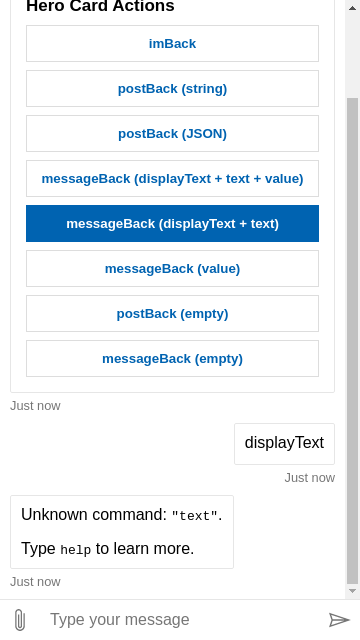 Hero Card Actions
imBack
postBack (string)
postBack (JSON)
messageBack (displayText + text + value)
messageBack (displayText + text)
messageBack (value)
postBack (empty)
messageBack (empty)
Just now
displayText
Just now
Unknown command: "text".
Type help to learn more.
Just now
Type your message